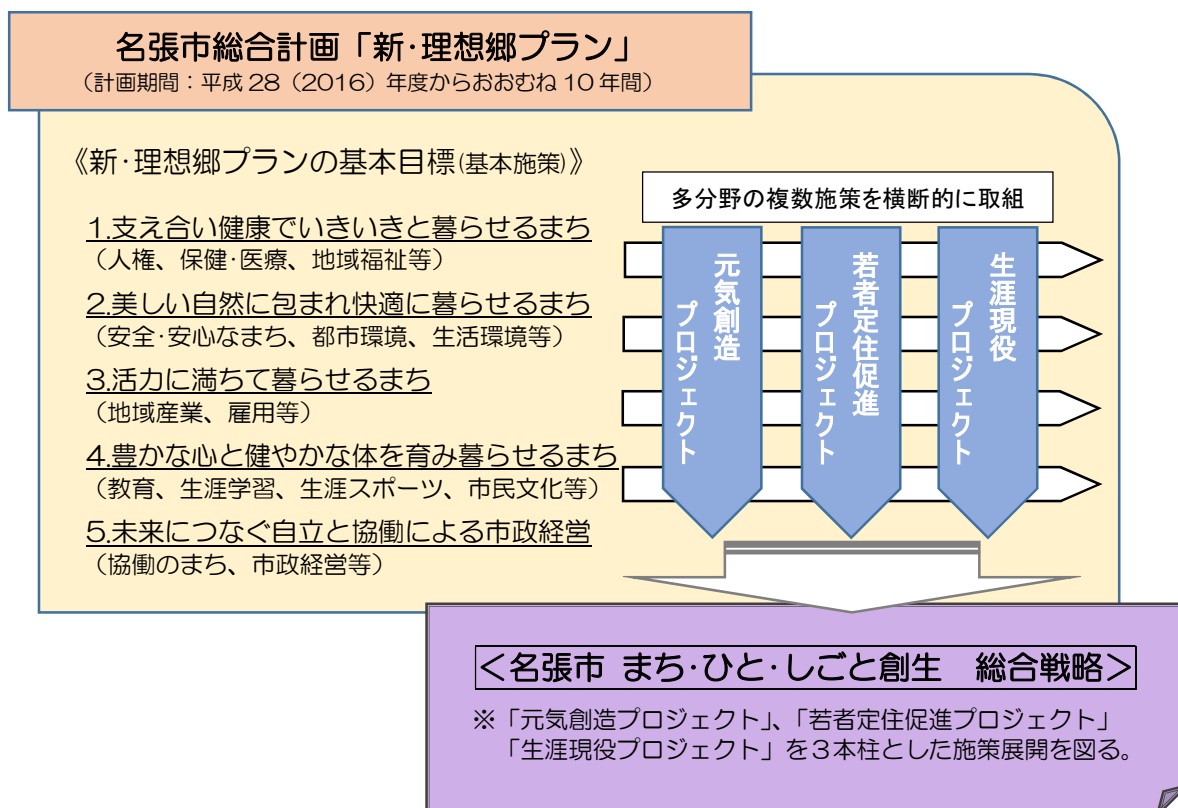 名張市総合計画「新・理想郷プラン」
（計画期間：平成 28（2016）年度からおおむね 10 年間）
《新・理想郷プランの基本目標(基本施策)》
多分野の複数施策を横断的に取組
1.支え合い健康でいきいきと暮らせるまち
（人権、保健・医療、地域福祉等）
2.美しい自然に包まれ快適に暮らせるまち
（安全・安心なまち、都市環境、生活環境等）
3.活力に満ちて暮らせるまち
（地域産業、雇用等）
4.豊かな心と健やかな体を育み暮らせるまち
（教育、生涯学習、生涯スポーツ、市民文化等）
5.未来につなぐ自立と協働による市政経営
（協働のまち、市政経営等）
元気創造
プロジェクト
若者定住促進
プロジェクト
生涯現役
プロジェクト
＜名張市 まち・ひと・しごと創生　総合戦略＞
※「元気創造プロジェクト」、「若者定住促進プロジェクト」
「生涯現役プロジェクト」を３本柱とした施策展開を図る。